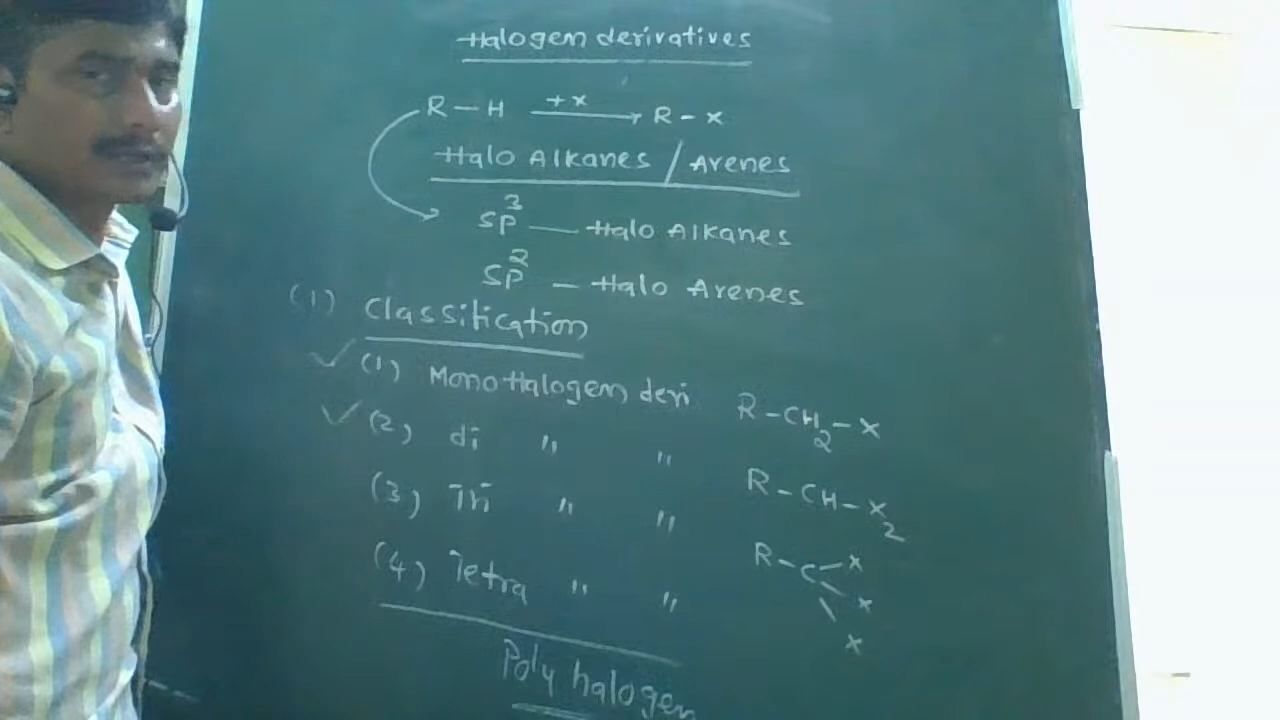 Halogen derivatives
R - H +x → R - x
Halo Alkanes / Arenes
SP³ — Halo Alkanes
SP² — Halo Arenes
(1) Classification
✓ (1) Mono Halogen deri R - CH₂ - x
✓ (2) di " " R - CH - x₂
(3) Tri " " R - C - x x x
(4) Tetra " "
Poly halogen